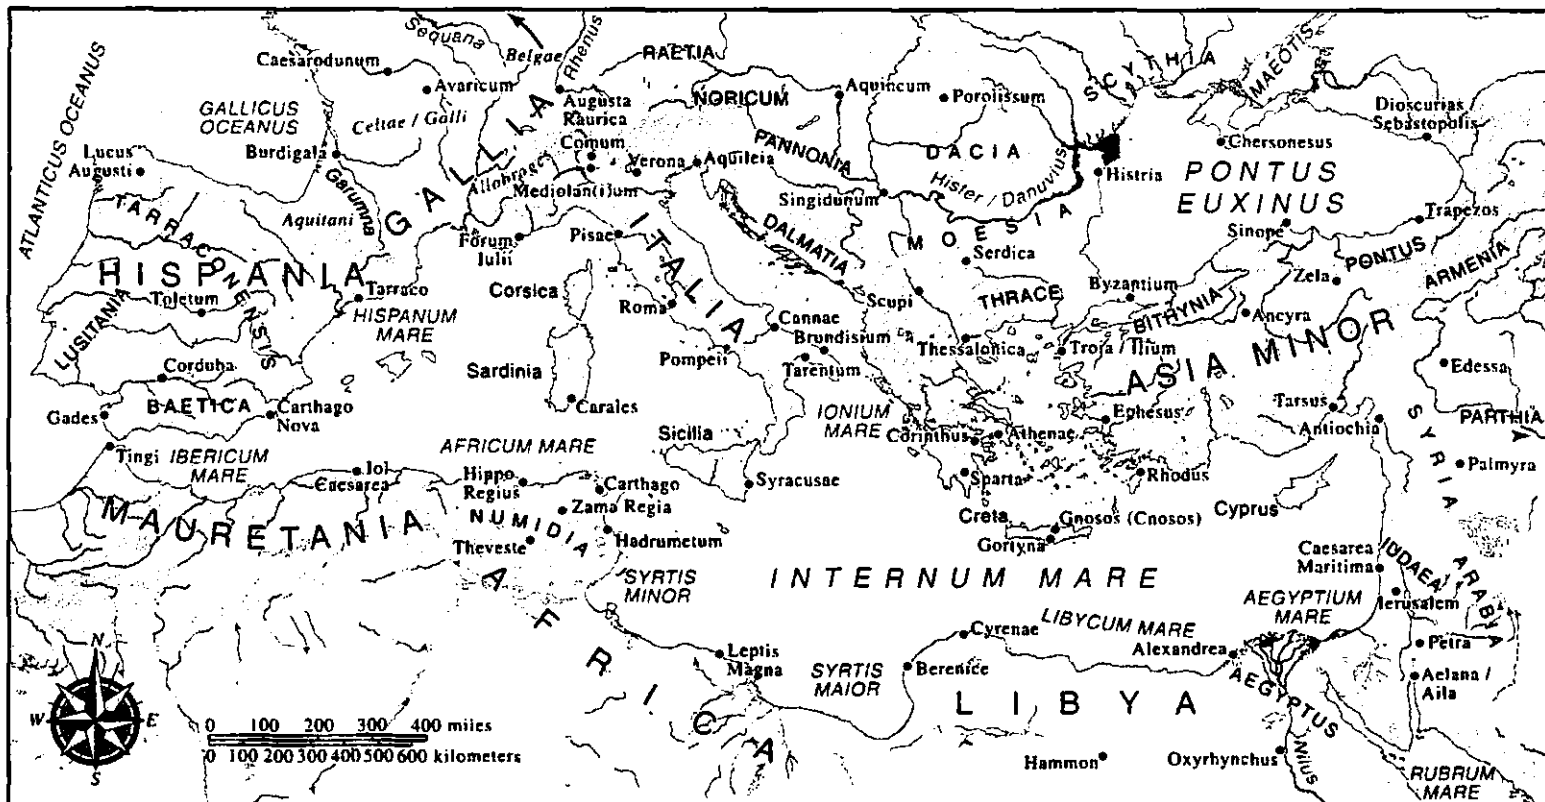 Sequana
Belgae
Rhenus
RAETIA
SCYTHIA
MAEOTIS
Caesarodunum
Avaricum
Augusta
Raurica
NORICUM
Aquincum
Porolissum
Dioscurias /
Sebastopolis
ATLANTICUS OCEANUS
GALLICUS
OCEANUS
Celtae / Galli
GALLIA
Comum
PANNONIA
DACIA
Chersonesus
Lucus
Augusti
Burdigala
Allobroges
Verona
Aquileia
Mediolan(i)um
Singidunum
Hister / Danuvius
Histria
PONTUS
EUXINUS
Garumna
Aquitani
TARRACONENSIS
Forum
Iulii
Pisae
ITALIA
DALMATIA
MOESIA
Serdica
Sinope
Trapezos
HISPANIA
Tarraco
Corsica
Roma
Scupi
THRACE
Byzantium
Zela
PONTUS
ARMENIA
Toletum
HISPANUM
MARE
LUSITANIA
Cannae
Brundisium
BITHYNIA
Ancyra
Pompeii
Tarentum
Thessalonica
Troja / Ilium
ASIA MINOR
Edessa
Corduba
Sardinia
BAETICA
Gades
Carthago
Nova
Carales
IONIUM
MARE
Ephesus
Tarsus
Antiochia
PARTHIA
SYRIA
Tingi
IBERICUM
MARE
AFRICUM MARE
Sicilia
Corinthus
Athenae
Iol
Caesarea
Hippo
Regius
Carthago
Syracusae
Sparta
Rhodus
Palmyra
MAURETANIA
NUMIDIA
Zama Regia
Creta
Gnosos (Cnosos)
Cyprus
Theveste
Hadrumetum
Gortyna
Caesarea
Maritima
IUDAEA
ARABIA
AFRICA
SYRTIS
MINOR
INTERNUM MARE
AEGYPTIUM
MARE
Ierusalem
LIBYCUM MARE
Cyrenae
Alexandrea
Petra
Leptis
Magna
SYRTIS
MAIOR
Berenice
LIBYA
AEGYPTUS
Aelana /
Aila
N
W E
S
0 100 200 300 400 miles
0 100 200 300 400 500 600 kilometers
Hammon
Oxyrhynchus
Nilus
RUBRUM
MARE